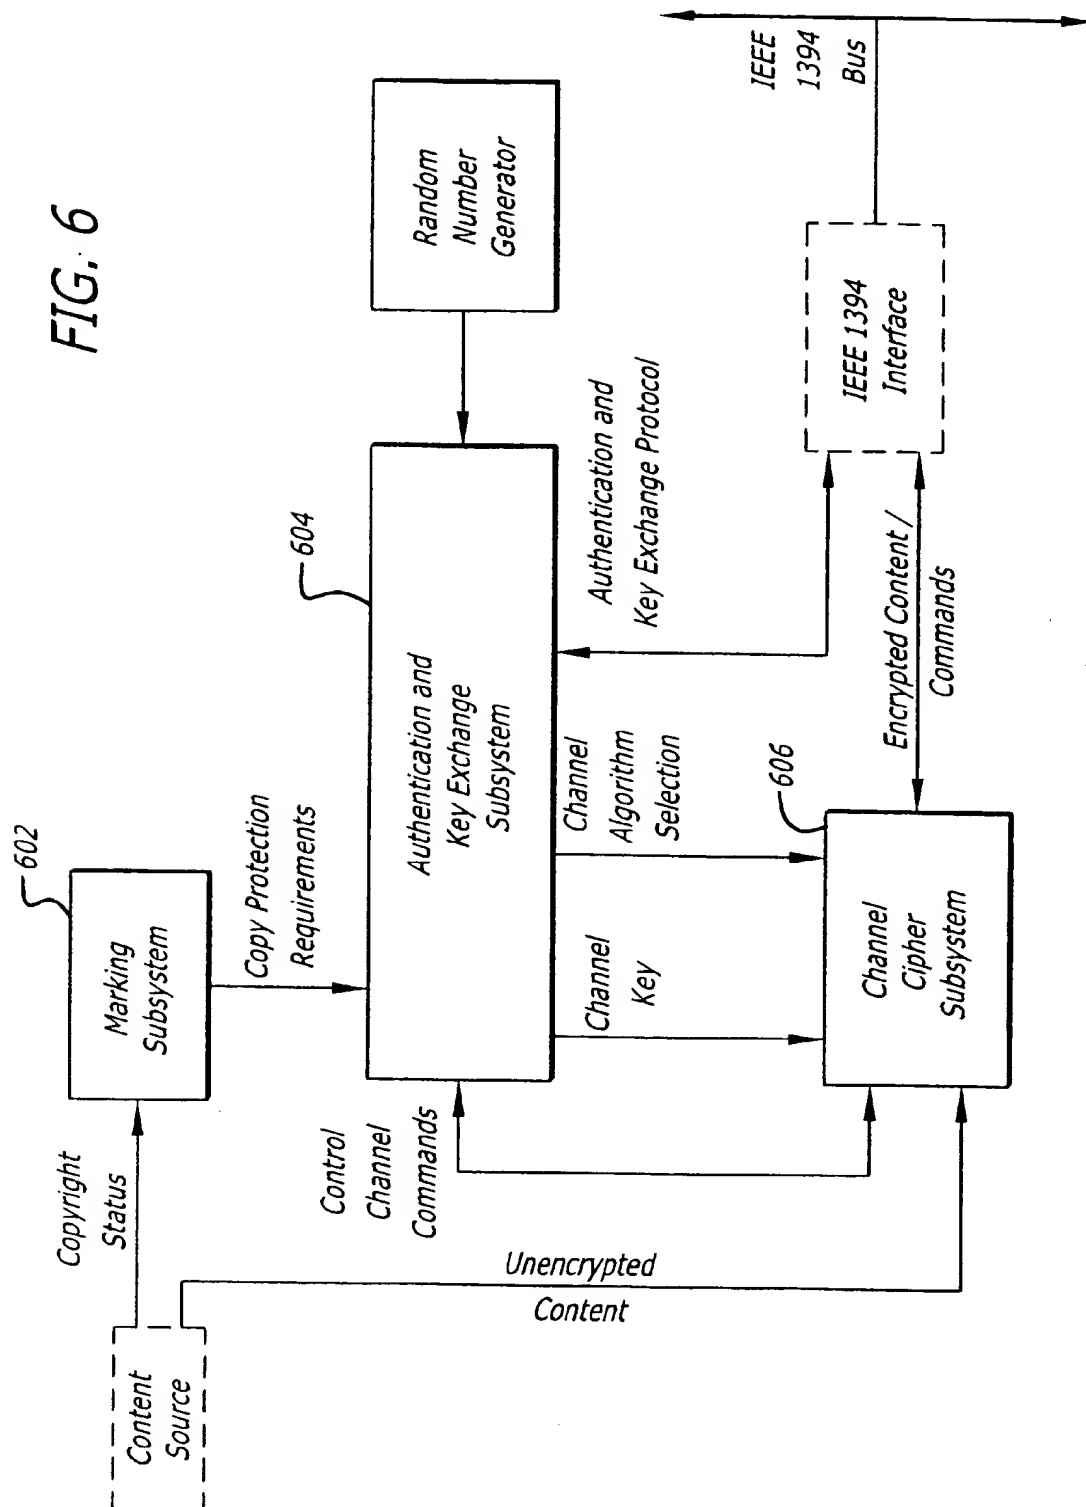 FIG. 6
Content
Source
Copyright
Status
602
Marking
Subsystem
Copy Protection
Requirements
604
Authentication and
Key Exchange
Subsystem
Random
Number
Generator
Control
Channel
Commands
Channel
Key
Channel
Algorithm
Selection
Authentication and
Key Exchange Protocol
Unencrypted
Content
606
Channel
Cipher
Subsystem
Encrypted Content /
Commands
IEEE 1394
Interface
IEEE
1394
Bus